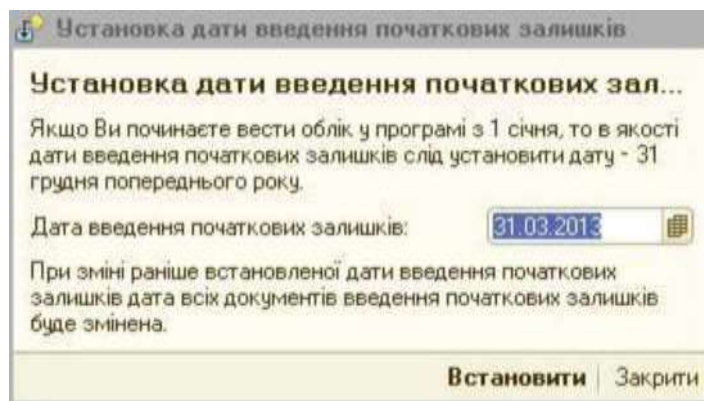 Установка дати введення початкових залишків
Установка дати введення початкових зал...
Якщо Ви починаєте вести облік у програмі з 1 січня, то в якості
дати введення початкових залишків слід установити дату - 31
грудня попереднього року.
Дата введення початкових залишків: 31.03.2013
При зміні раніше встановленої дати введення початкових
залишків дата всіх документів введення початкових залишків
буде змінена.
Встановити | Закрити